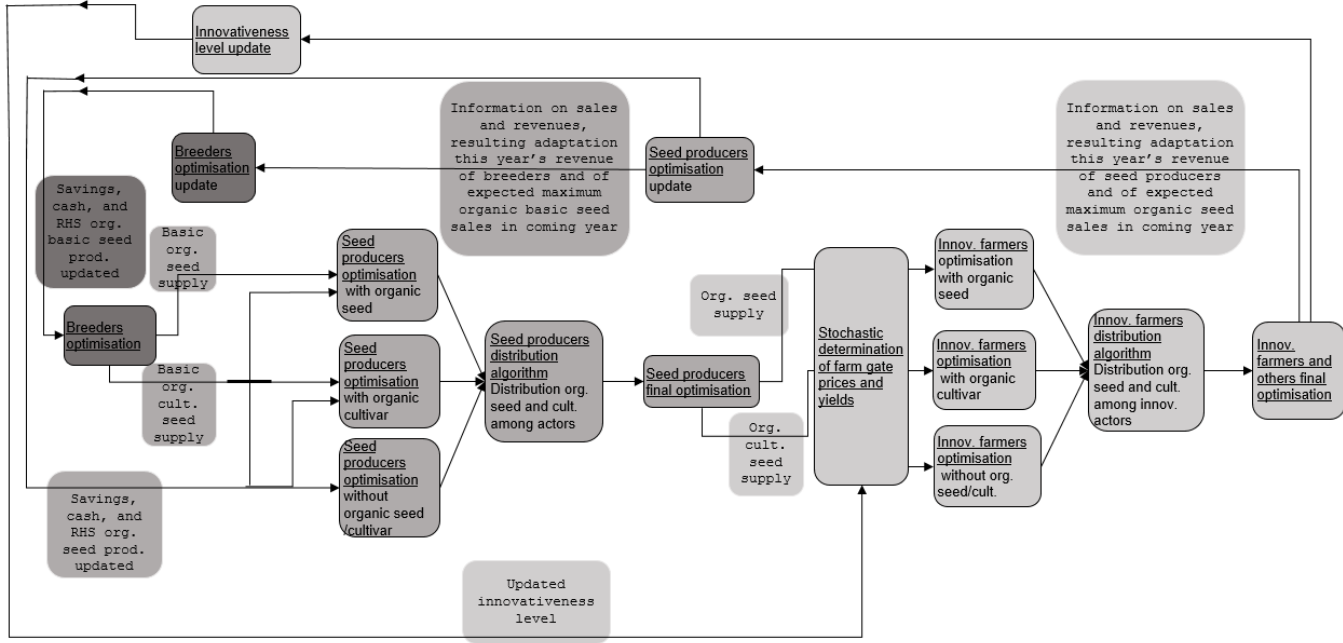 Innovativeness
level update
Information on sales
and revenues,
resulting adaptation
this year's revenue
of breeders and of
expected maximum
organic basic seed
sales in coming year
Information on sales
and revenues,
resulting adaptation
this year's revenue
of seed producers
and of expected
maximum organic seed
sales in coming year
Breeders
optimisation
update
Seed producers
optimisation
update
Savings,
cash, and
RHS org.
basic seed
prod.
updated
Basic
org.
seed
supply
Seed
producers
optimisation
with organic
seed
Breeders
optimisation
Basic
org.
cult.
seed
supply
Seed
producers
optimisation
with organic
cultivar
Seed
producers
optimisation
without
organic seed
/cultivar
Savings,
cash, and
RHS org.
seed prod.
updated
Seed producers
distribution
algorithm
Distribution org.
seed and cult.
among actors
Seed producers
final optimisation
Org. seed
supply
Org.
cult.
seed
supply
Stochastic
determination
of farm gate
prices and
yields
Innov. farmers
optimisation
with organic
seed
Innov. farmers
optimisation
with organic
cultivar
Innov. farmers
optimisation
without org.
seed/cult.
Innov. farmers
distribution
algorithm
Distribution org.
seed and cult.
among innov.
actors
Innov.
farmers and
others final
optimisation
Updated
innovativeness
level